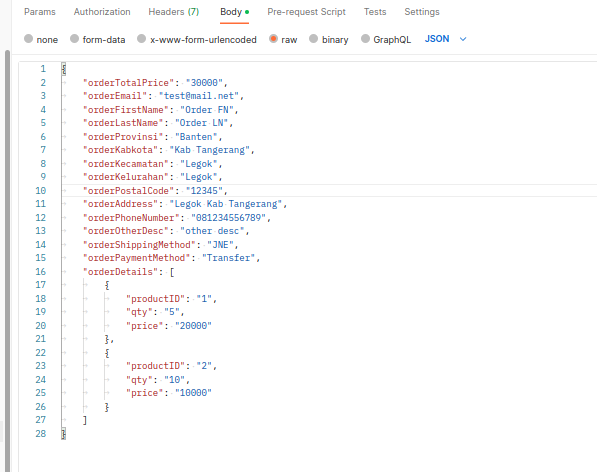 Params Authorization Headers (7) Body Pre-request Script Tests Settings
none form-data x-www-form-urlencoded raw binary GraphQL JSON
1 {
2 "orderTotalPrice": "30000",
3 "orderEmail": "test@mail.net",
4 "orderFirstName": "Order FN",
5 "orderLastName": "Order LN",
6 "orderProvinsi": "Banten",
7 "orderKabkota": "Kab Tangerang",
8 "orderKecamatan": "Legok",
9 "orderKelurahan": "Legok",
10 "orderPostalCode": "12345",
11 "orderAddress": "Legok Kab Tangerang",
12 "orderPhoneNumber": "081234556789",
13 "orderOtherDesc": "other desc",
14 "orderShippingMethod": "JNE",
15 "orderPaymentMethod": "Transfer",
16 "orderDetails": [
17 {
18 "productID": "1",
19 "qty": "5",
20 "price": "20000"
21 },
22 {
23 "productID": "2",
24 "qty": "10",
25 "price": "10000"
26 }
27 ]
28 }